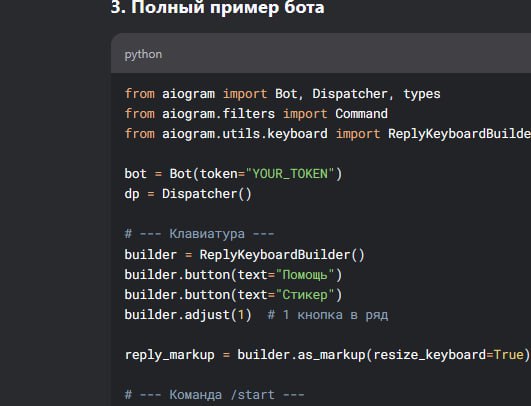 3. Полный пример бота
python
from aiogram import Bot, Dispatcher, types
from aiogram.filters import Command
from aiogram.utils.keyboard import ReplyKeyboardBuilde
bot = Bot(token="YOUR_TOKEN")
dp = Dispatcher()
# --- Клавиатура ---
builder = ReplyKeyboardBuilder()
builder.button(text="Помощь")
builder.button(text="Стикер")
builder.adjust(1)  # 1 кнопка в ряд
reply_markup = builder.as_markup(resize_keyboard=True)
# --- Команда /start ---